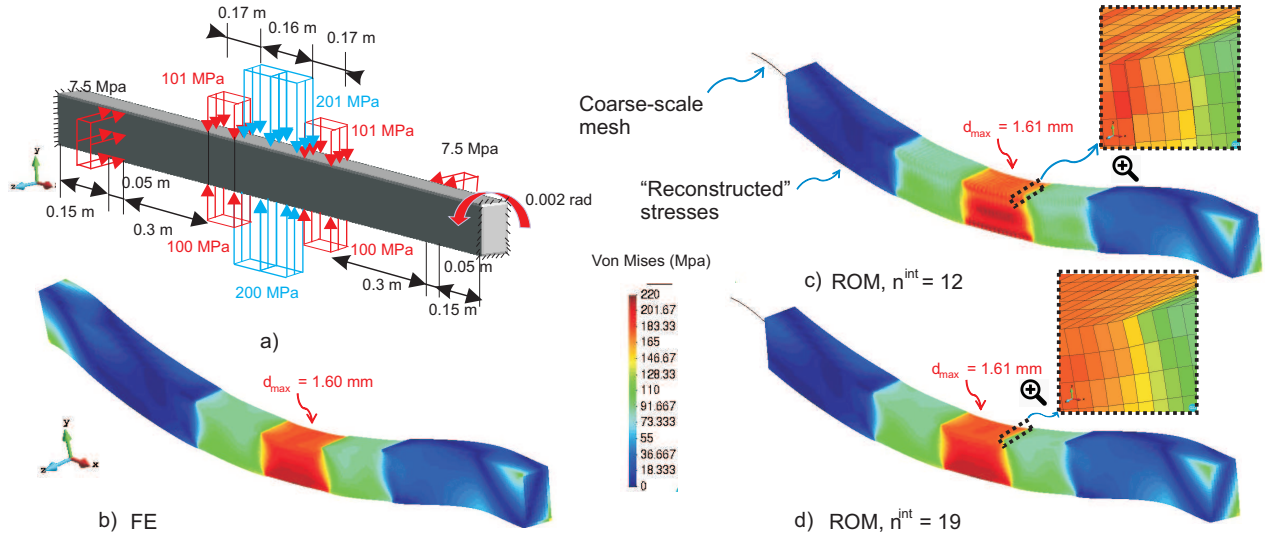 a)
0.17 m
0.16 m
0.17 m
101 MPa
7.5 Mpa
201 MPa
101 MPa
7.5 Mpa
0.002 rad
y
z
0.05 m
0.15 m
0.3 m
100 MPa
100 MPa
200 MPa
0.05 m
0.3 m
0.15 m
a)
d_max = 1.60 mm
y
z
x
b) FE
Coarse-scale
mesh
"Reconstructed"
stresses
d_max = 1.61 mm
c) ROM, n^int = 12
Von Mises (Mpa)
220
201.67
183.33
165
146.67
128.33
110
91.667
73.333
55
36.667
18.333
0
d_max = 1.61 mm
d) ROM, n^int = 19